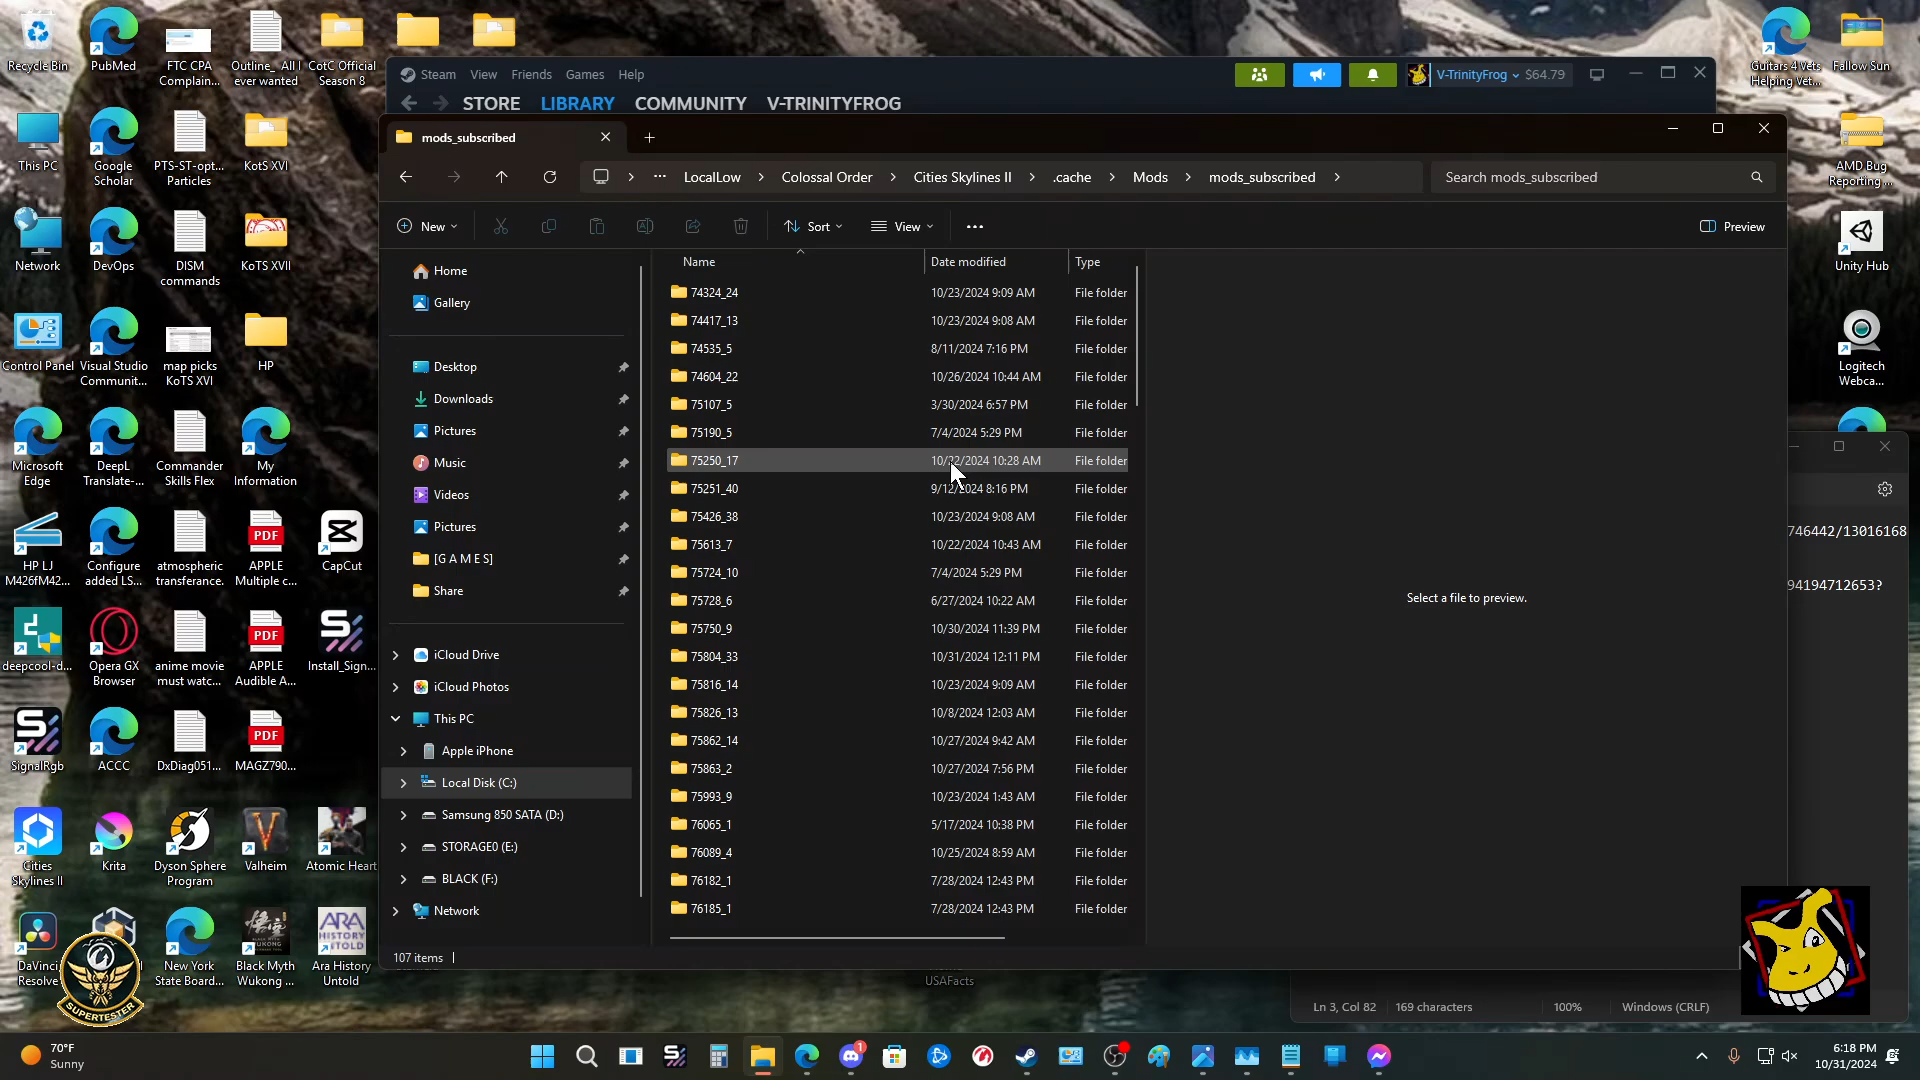 Recycle Bin
PubMed
FTC CPA
Complain...
Outline_ All I
ever wanted
CotC Official
Season 8
This PC
Google
Scholar
PTS-ST-opt...
Particles
KotS XVI
Network
DevOps
DISM
commands
KoTS XVII
Control Panel
Visual Studio
Communit...
map picks
KoTS XVI
HP
Microsoft
Edge
DeepL
Translate-...
Commander
Skills Flex
My
Information
HP LJ
M426fM42...
Configure
added LS...
atmospheric
transferance.
APPLE
Multiple c...
CapCut
deepcool-d...
Opera GX
Browser
anime movie
must watc...
APPLE
Audible A...
Install_Sign...
SignalRgb
ACCC
DxDiag051...
MAGZ790...
Cities
Skylines II
Krita
Dyson Sphere
Program
Valheim
Atomic Heart
DaVinci
Resolve
New York
State Board...
Black Myth
Wukong ...
Ara History
Untold
ARA
HISTORY
UNTOLD
SUPERTESTER
Steam View Friends Games Help
V-TrinityFrog $64.79
STORE LIBRARY COMMUNITY V-TRINITYFROG
mods_subscribed
LocalLow > Colossal Order > Cities Skylines II > .cache > Mods > mods_subscribed >
Search mods_subscribed
New
Sort
View
Preview
Home
Gallery
Desktop
Downloads
Pictures
Music
Videos
Pictures
[G A M E S]
Share
iCloud Drive
iCloud Photos
This PC
Apple iPhone
Local Disk (C:)
Samsung 850 SATA (D:)
STORAGE0 (E:)
BLACK (F:)
Network
Name Date modified Type
74324_24 10/23/2024 9:09 AM File folder
74417_13 10/23/2024 9:08 AM File folder
74535_5 8/11/2024 7:16 PM File folder
74604_22 10/26/2024 10:44 AM File folder
75107_5 3/30/2024 6:57 PM File folder
75190_5 7/4/2024 5:29 PM File folder
75250_17 10/22/2024 10:28 AM File folder
75251_40 9/12/2024 8:16 PM File folder
75426_38 10/23/2024 9:08 AM File folder
75613_7 10/22/2024 10:43 AM File folder
75724_10 7/4/2024 5:29 PM File folder
75728_6 6/27/2024 10:22 AM File folder
75750_9 10/30/2024 11:39 PM File folder
75804_33 10/31/2024 12:11 PM File folder
75816_14 10/23/2024 9:09 AM File folder
75826_13 10/8/2024 12:03 AM File folder
75862_14 10/27/2024 9:42 AM File folder
75863_2 10/27/2024 7:56 PM File folder
75993_9 10/23/2024 1:43 AM File folder
76065_1 5/17/2024 10:38 PM File folder
76089_4 10/25/2024 8:59 AM File folder
76182_1 7/28/2024 12:43 PM File folder
76185_1 7/28/2024 12:43 PM File folder
Select a file to preview.
107 items
USAFacts
Guitars 4 Vets
Helping Vet...
Fallow Sun
AMD Bug
Reporting ...
Unity Hub
Logitech
Webca...
746442/13016168
94194712653?
Ln 3, Col 82 169 characters 100% Windows (CRLF)
70°F
Sunny
1
6:18 PM
10/31/2024